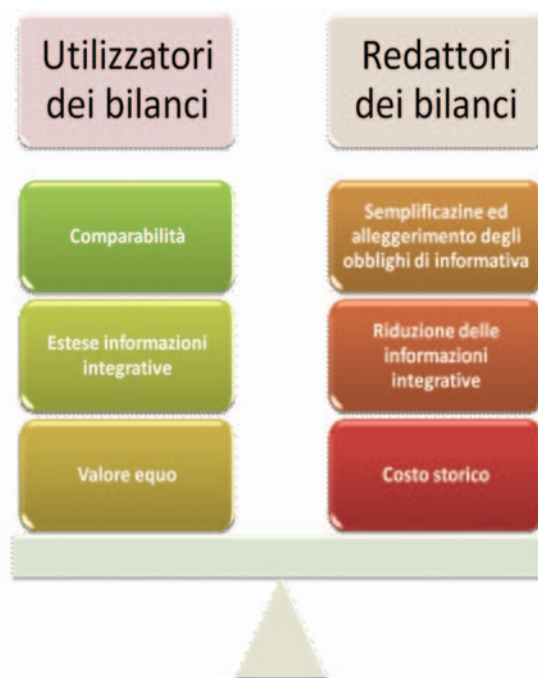 Utilizzatori
dei bilanci
Redattori
dei bilanci
Comparabilità
Semplificazine ed
alleggerimento degli
obblighi di informativa
Estese informazioni
integrative
Riduzione delle
informazioni
integrative
Valore equo
Costo storico